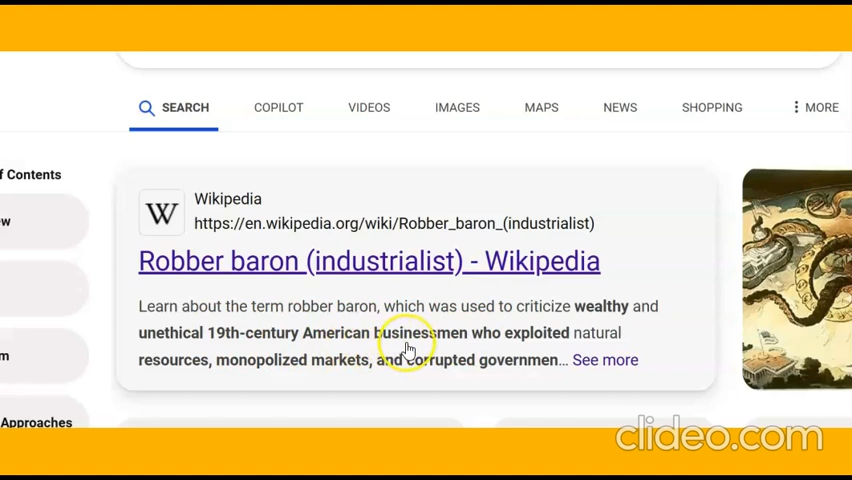 SEARCH COPILOT VIDEOS IMAGES MAPS NEWS SHOPPING MORE
f Contents
w
m
Approaches
W
Wikipedia
https://en.wikipedia.org/wiki/Robber_baron_(industrialist)
Robber baron (industrialist) - Wikipedia
Learn about the term robber baron, which was used to criticize wealthy and
unethical 19th-century American businessmen who exploited natural
resources, monopolized markets, and corrupted governmen... See more
clideo.com